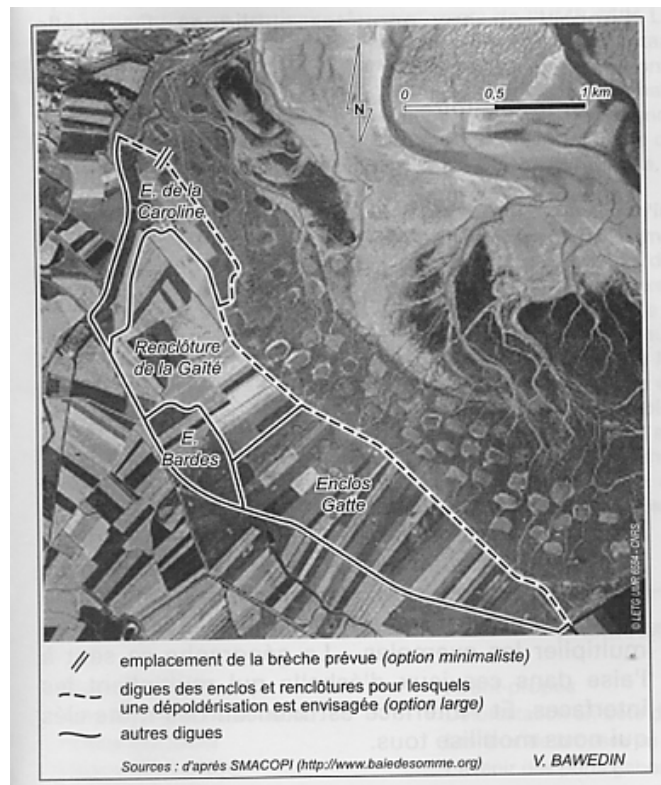 0 0,5 1 km
N
E. de la
Caroline
Renclôture
de la Gaîté
E.
Bardes
Enclos
Gatte
© LETG UMR 6554 - CNRS
emplacement de la brèche prévue (option minimaliste)
digues des enclos et renclôtures pour lesquels
une dépoldérisation est envisagée (option large)
autres digues
Sources : d'après SMACOPI (http://www.baiedesomme.org) V. BAWEDIN